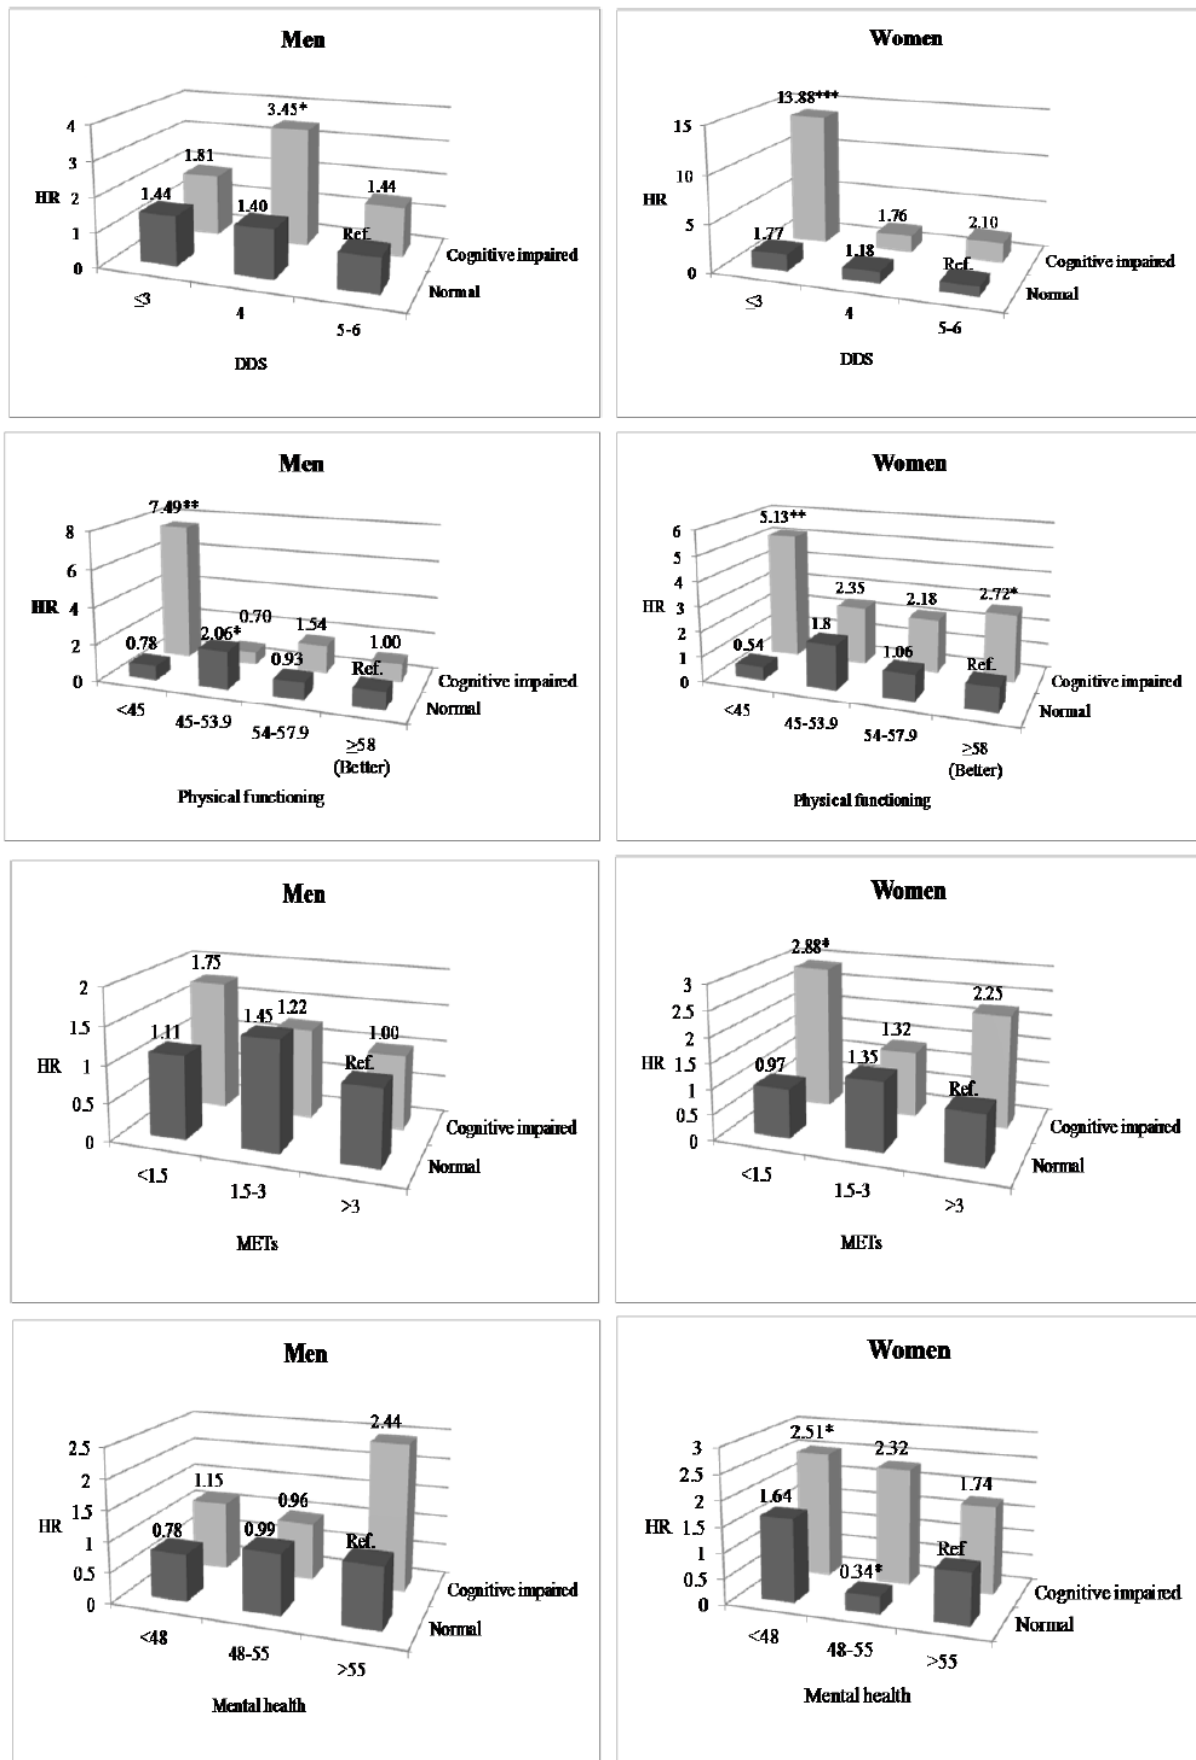 Men
4
3
2
1
0
HR
1.44
1.81
1.40
3.45*
Ref.
1.44
Cognitive impaired
Normal
≤3
4
5-6
DDS
Women
15
10
5
0
HR
1.77
13.88***
1.18
1.76
Ref.
2.10
Cognitive impaired
Normal
≤3
4
5-6
DDS
Men
8
6
4
2
0
HR
0.78
7.49**
2.06*
0.70
0.93
1.54
Ref.
1.00
Cognitive impaired
Normal
<45
45-53.9
54-57.9
≥58
(Better)
Physical functioning
Women
6
5
4
3
2
1
0
HR
0.54
5.13**
1.8
2.35
1.06
2.18
Ref.
2.72*
Cognitive impaired
Normal
<45
45-53.9
54-57.9
≥58
(Better)
Physical functioning
Men
2
1.5
1
0.5
0
HR
1.11
1.75
1.45
1.22
Ref.
1.00
Cognitive impaired
Normal
<1.5
1.5-3
>3
METs
Women
3
2.5
2
1.5
1
0.5
0
HR
0.97
2.88*
1.35
1.32
Ref.
2.25
Cognitive impaired
Normal
<1.5
1.5-3
>3
METs
Men
2.5
2
1.5
1
0.5
0
HR
0.78
1.15
0.99
0.96
Ref.
2.44
Cognitive impaired
Normal
<48
48-55
>55
Mental health
Women
3
2.5
2
1.5
1
0.5
0
HR
1.64
2.51*
0.34*
2.32
Ref
1.74
Cognitive impaired
Normal
<48
48-55
>55
Mental health